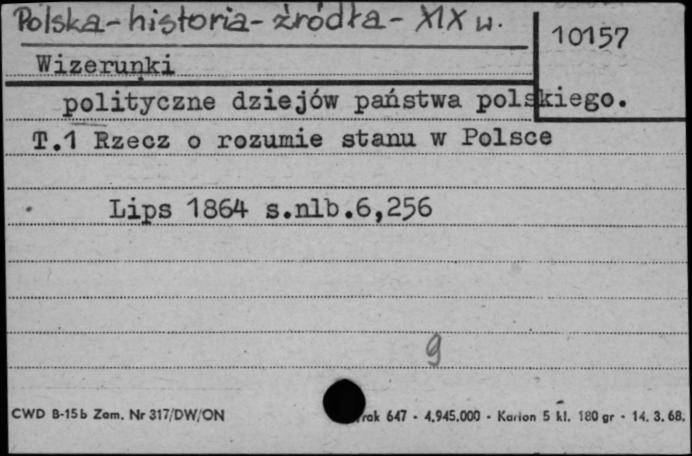 Polska - historia - źródła - XIX w.
10157
Wizerunki
polityczne dziejów państwa polskiego.
T.1 Rzecz o rozumie stanu w Polsce
Lips 1864 s.nlb.6,256
9
CWD B-15b Zam. Nr 317/DW/ON rak 647 - 4.945.000 - Karton 5 kl. 180 gr - 14. 3. 68.